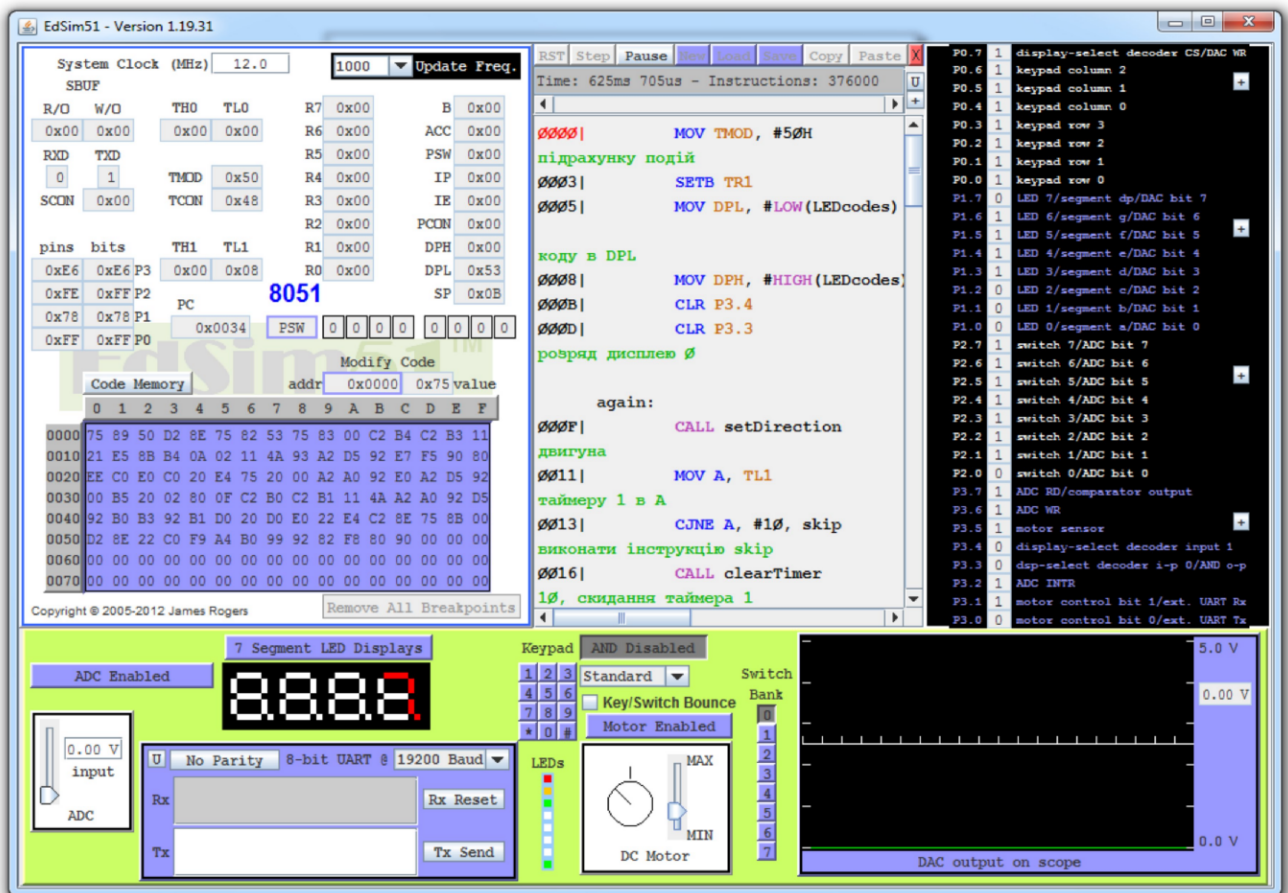 EdSim51 - Version 1.19.31
System Clock (MHz) 12.0 1000 Update Freq.
SBUF
R/O W/O TH0 TL0 R7 0x00 B 0x00
0x00 0x00 0x00 0x00 R6 0x00 ACC 0x00
RXD TXD R5 0x00 PSW 0x00
0 1 TMOD 0x50 R4 0x00 IP 0x00
SCON 0x00 TCON 0x48 R3 0x00 IE 0x00
R2 0x00 PCON 0x00
pins bits TH1 TL1 R1 0x00 DPH 0x00
0xE6 0xE6 P3 0x00 0x08 R0 0x00 DPL 0x53
0xFE 0xFF P2 8051 SP 0x0B
0x78 0x78 P1 PC
0xFF 0xFF P0 0x0034 PSW 0 0 0 0 0 0 0 0
EdSim51™
Modify Code
Code Memory addr 0x0000 0x75 value
0 1 2 3 4 5 6 7 8 9 A B C D E F
0000 75 89 50 D2 8E 75 82 53 75 83 00 C2 B4 C2 B3 11
0010 21 E5 8B B4 0A 02 11 4A 93 A2 D5 92 E7 F5 90 80
0020 EE C0 E0 C0 20 E4 75 20 00 A2 A0 92 E0 A2 D5 92
0030 00 B5 20 02 80 0F C2 B0 C2 B1 11 4A A2 A0 92 D5
0040 92 B0 B3 92 B1 D0 20 D0 E0 22 E4 C2 8E 75 8B 00
0050 D2 8E 22 C0 F9 A4 B0 99 92 82 F8 80 90 00 00 00
0060 00 00 00 00 00 00 00 00 00 00 00 00 00 00 00 00
0070 00 00 00 00 00 00 00 00 00 00 00 00 00 00 00 00
Copyright © 2005-2012 James Rogers Remove All Breakpoints
RST Step Pause New Load Save Copy Paste X
Time: 625ms 705us - Instructions: 376000 U
+
0000| MOV TMOD, #50H
підрахунку подій
0003| SETB TR1
0005| MOV DPL, #LOW(LEDcodes)
коду в DPL
0008| MOV DPH, #HIGH(LEDcodes)
000B| CLR P3.4
000D| CLR P3.3
розряд дисплею 0
again:
000F| CALL setDirection
двигуна
0011| MOV A, TL1
таймеру 1 в A
0013| CJNE A, #10, skip
виконати інструкцію skip
0016| CALL clearTimer
10, скидання таймера 1
P0.7 1 display-select decoder CS/DAC WR
P0.6 1 keypad column 2
P0.5 1 keypad column 1
P0.4 1 keypad column 0
P0.3 1 keypad row 3
P0.2 1 keypad row 2
P0.1 1 keypad row 1
P0.0 1 keypad row 0
P1.7 0 LED 7/segment dp/DAC bit 7
P1.6 1 LED 6/segment g/DAC bit 6
P1.5 1 LED 5/segment f/DAC bit 5
P1.4 1 LED 4/segment e/DAC bit 4
P1.3 1 LED 3/segment d/DAC bit 3
P1.2 0 LED 2/segment c/DAC bit 2
P1.1 0 LED 1/segment b/DAC bit 1
P1.0 0 LED 0/segment a/DAC bit 0
P2.7 1 switch 7/ADC bit 7
P2.6 1 switch 6/ADC bit 6
P2.5 1 switch 5/ADC bit 5
P2.4 1 switch 4/ADC bit 4
P2.3 1 switch 3/ADC bit 3
P2.2 1 switch 2/ADC bit 2
P2.1 1 switch 1/ADC bit 1
P2.0 0 switch 0/ADC bit 0
P3.7 1 ADC RD/comparator output
P3.6 1 ADC WR
P3.5 1 motor sensor
P3.4 0 display-select decoder input 1
P3.3 0 dsp-select decoder i-p 0/AND o-p
P3.2 1 ADC INTR
P3.1 1 motor control bit 1/ext. UART Rx
P3.0 0 motor control bit 0/ext. UART Tx
7 Segment LED Displays
ADC Enabled
8.8.8.7.
0.00 V
input
ADC
U No Parity 8-bit UART @ 19200 Baud
Rx Rx Reset
Tx Tx Send
Keypad AND Disabled
1 2 3 Standard
4 5 6 Key/Switch Bounce
7 8 9 Motor Enabled
* 0 #
LEDs
MAX
MIN
DC Motor
Switch
Bank
0
1
2
3
4
5
6
7
5.0 V
0.00 V
0.0 V
DAC output on scope